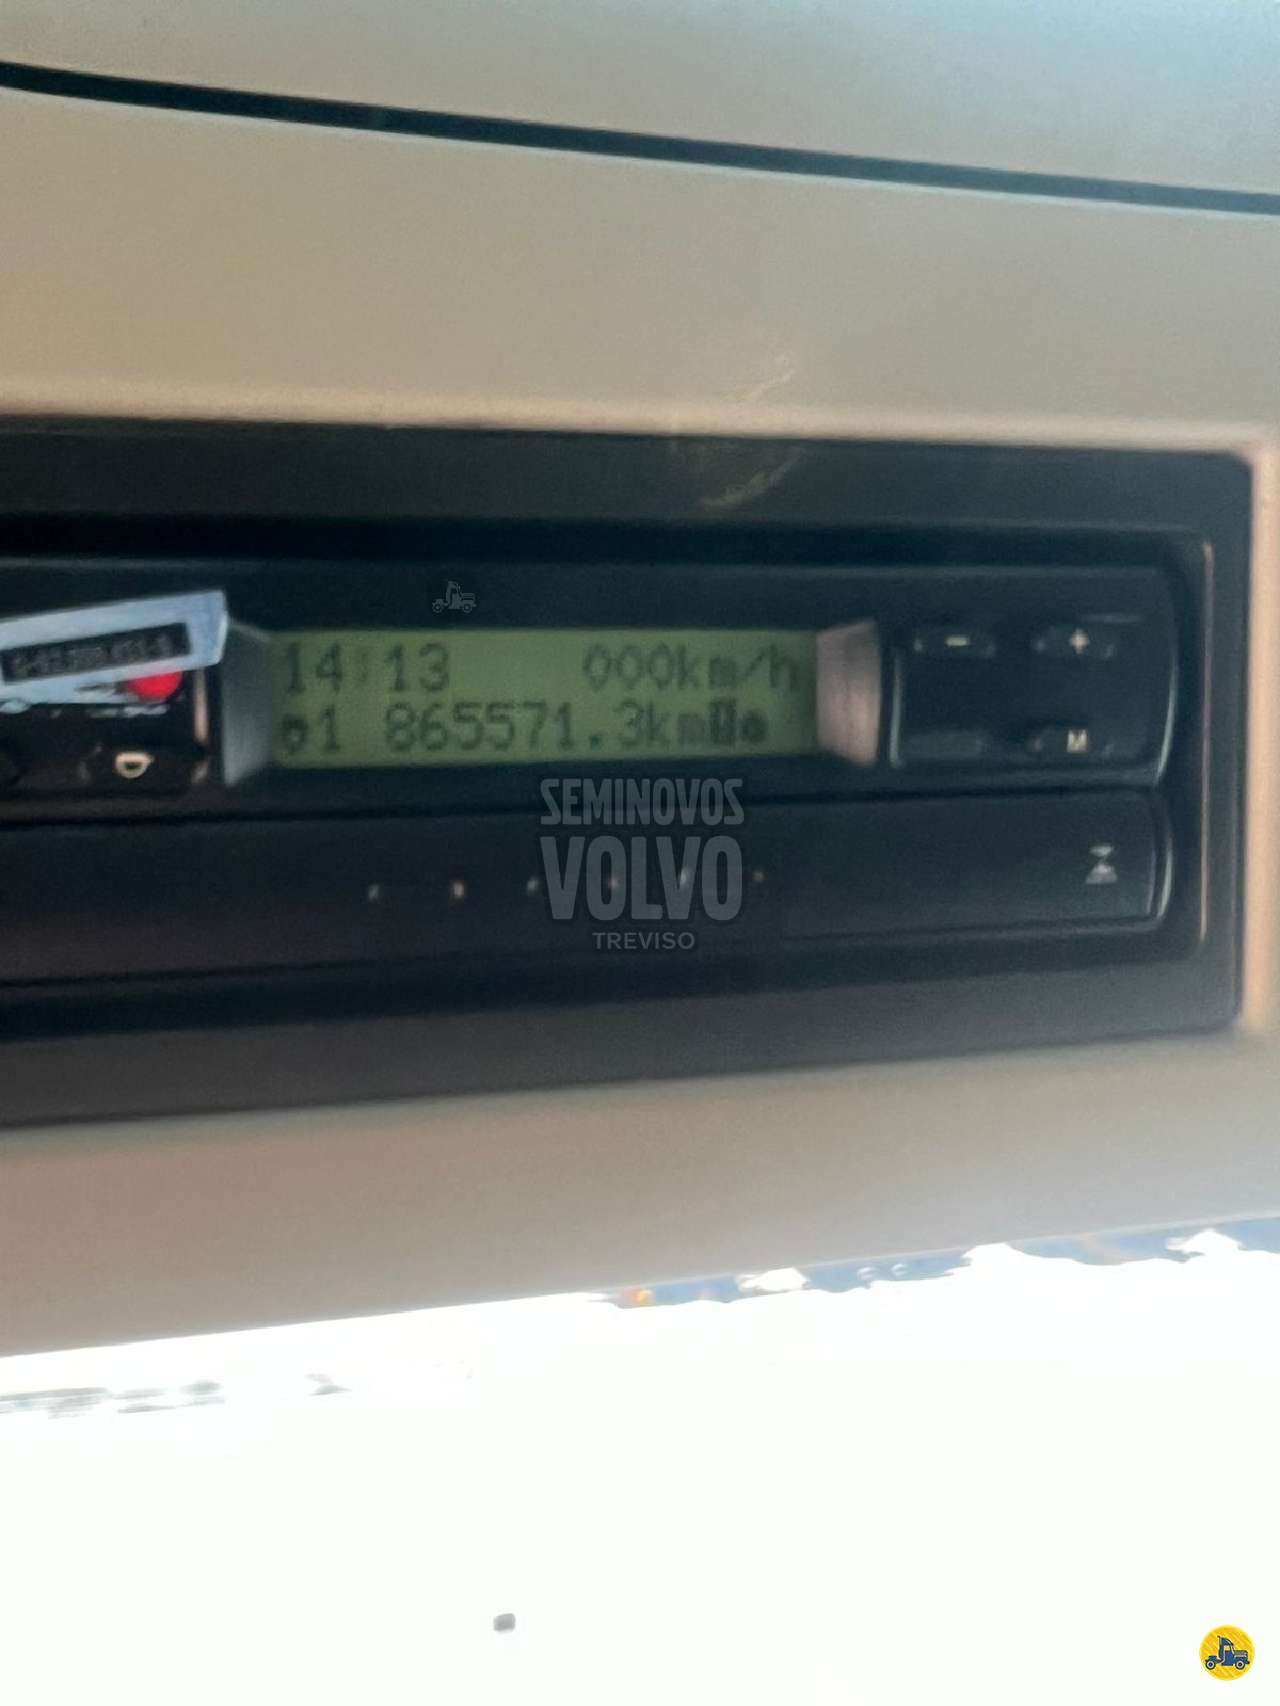 14:13 000km/h
1 865571.3km
- +
M
SEMINOVOS
VOLVO
TREVISO